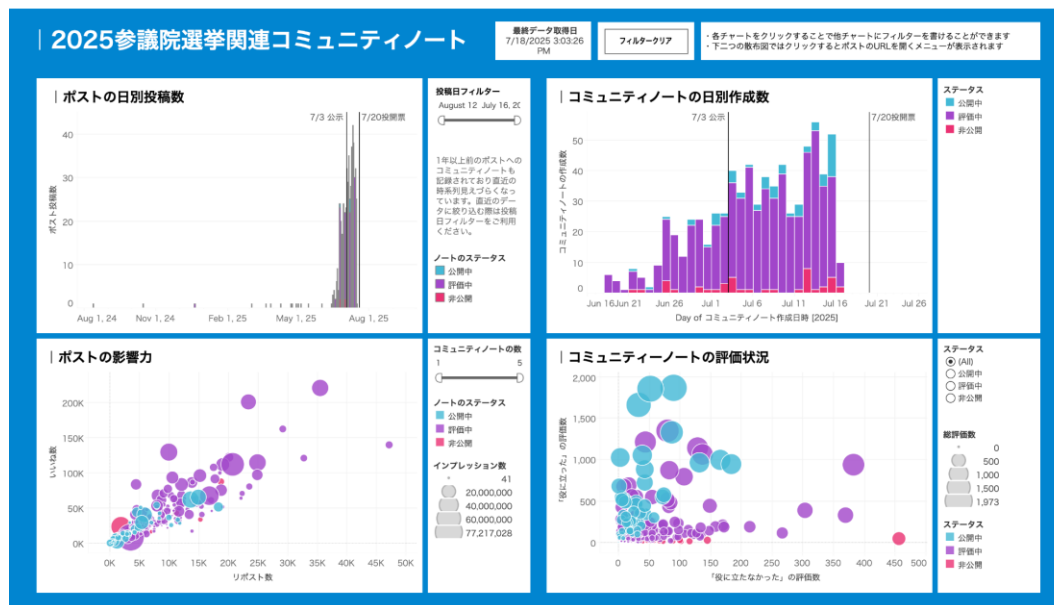 2025参議院選挙関連コミュニティノート
最終データ取得日
7/18/2025 3:03:26
PM
フィルタークリア
・各チャートをクリックすることで他チャートにフィルターを書けることができます
・下二つの散布図ではクリックするとポストのURLを開くメニューが表示されます
ポストの日別投稿数
7/3 公示
7/20投開票
ポスト投稿数
40
30
20
10
0
Aug 1, 24
Nov 1, 24
Feb 1, 25
May 1, 25
Aug 1, 25
投稿日フィルター
August 12 July 16, 20
1年以上前のポストへの
コミュニティノートも
記録されており直近の
時系列見えづらくなっ
ています。直近のデー
タに絞り込む際は投稿
日フィルターをご利用
ください。
ノートのステータス
公開中
評価中
非公開
コミュニティノートの日別作成数
7/3 公示
7/20投開票
コミュニティノートの作成数
50
40
30
20
10
0
Jun 16
Jun 21
Jun 26
Jul 1
Jul 6
Jul 11
Jul 16
Jul 21
Jul 26
Day of コミュニティノート作成日時 [2025]
ステータス
公開中
評価中
非公開
ポストの影響力
いいね数
200K
150K
100K
50K
0K
0K
5K
10K
15K
20K
25K
30K
35K
40K
45K
50K
リポスト数
コミュニティノートの数
1
5
ノートのステータス
公開中
評価中
非公開
インプレッション数
41
20,000,000
40,000,000
60,000,000
77,217,028
コミュニティーノートの評価状況
「役に立った」の評価数
2,000
1,500
1,000
500
0
0
50
100
150
200
250
300
350
400
450
500
「役に立たなかった」の評価数
ステータス
(All)
公開中
評価中
非公開
総評価数
0
500
1,000
1,500
1,973
ステータス
公開中
評価中
非公開